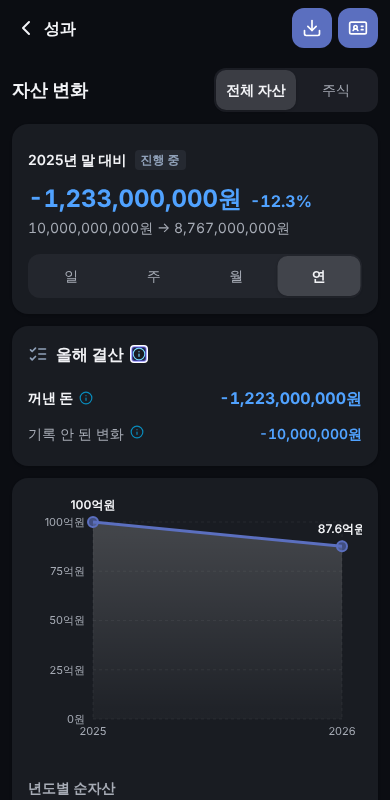 성과
자산 변화
전체 자산 주식
2025년 말 대비 진행 중
-1,233,000,000원 -12.3%
10,000,000,000원 → 8,767,000,000원
일 주 월 연
올해 결산
꺼낸 돈 -1,223,000,000원
기록 안 된 변화 -10,000,000원
100억원
87.6억원
100억원
75억원
50억원
25억원
0원
2025 2026
년도별 순자산